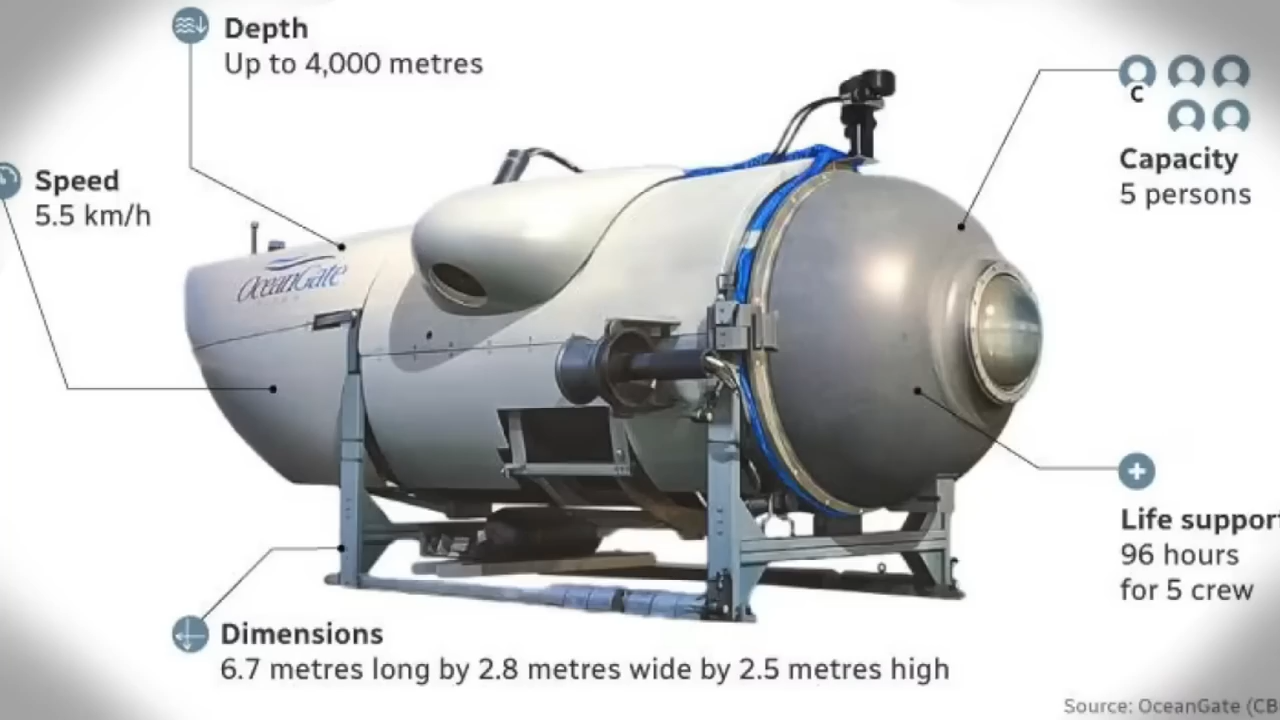 Depth
Up to 4,000 metres
C
Capacity
5 persons
Speed
5.5 km/h
OceanGate
Life support
96 hours
for 5 crew
Dimensions
6.7 metres long by 2.8 metres wide by 2.5 metres high
Source: OceanGate (CB